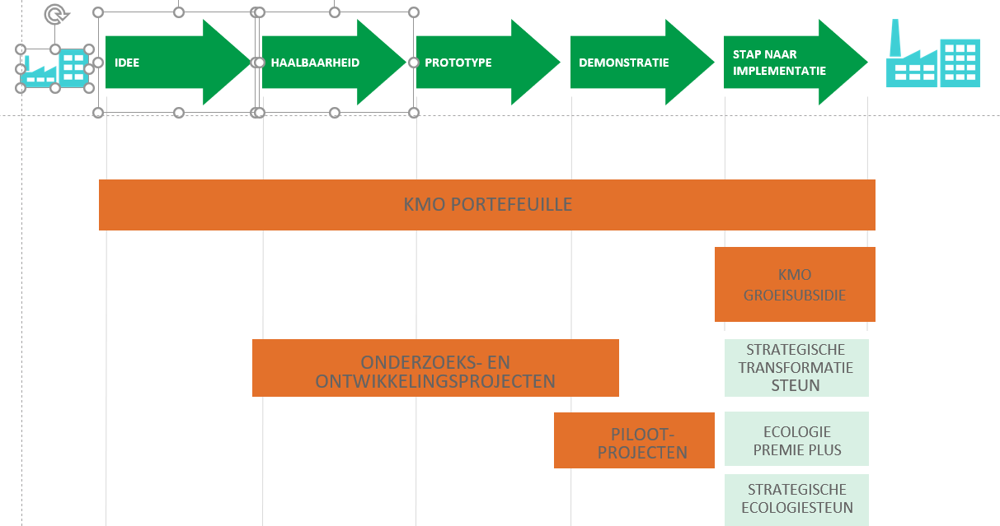 IDEE
HAALBAARHEID
PROTOTYPE
DEMONSTRATIE
STAP NAAR
IMPLEMENTATIE
KMO PORTEFEUILLE
KMO
GROEISUBSIDIE
ONDERZOEKS- EN
ONTWIKKELINGSPROJECTEN
STRATEGISCHE
TRANSFORMATIE
STEUN
PILOOT-
PROJECTEN
ECOLOGIE
PREMIE PLUS
STRATEGISCHE
ECOLOGIESTEUN